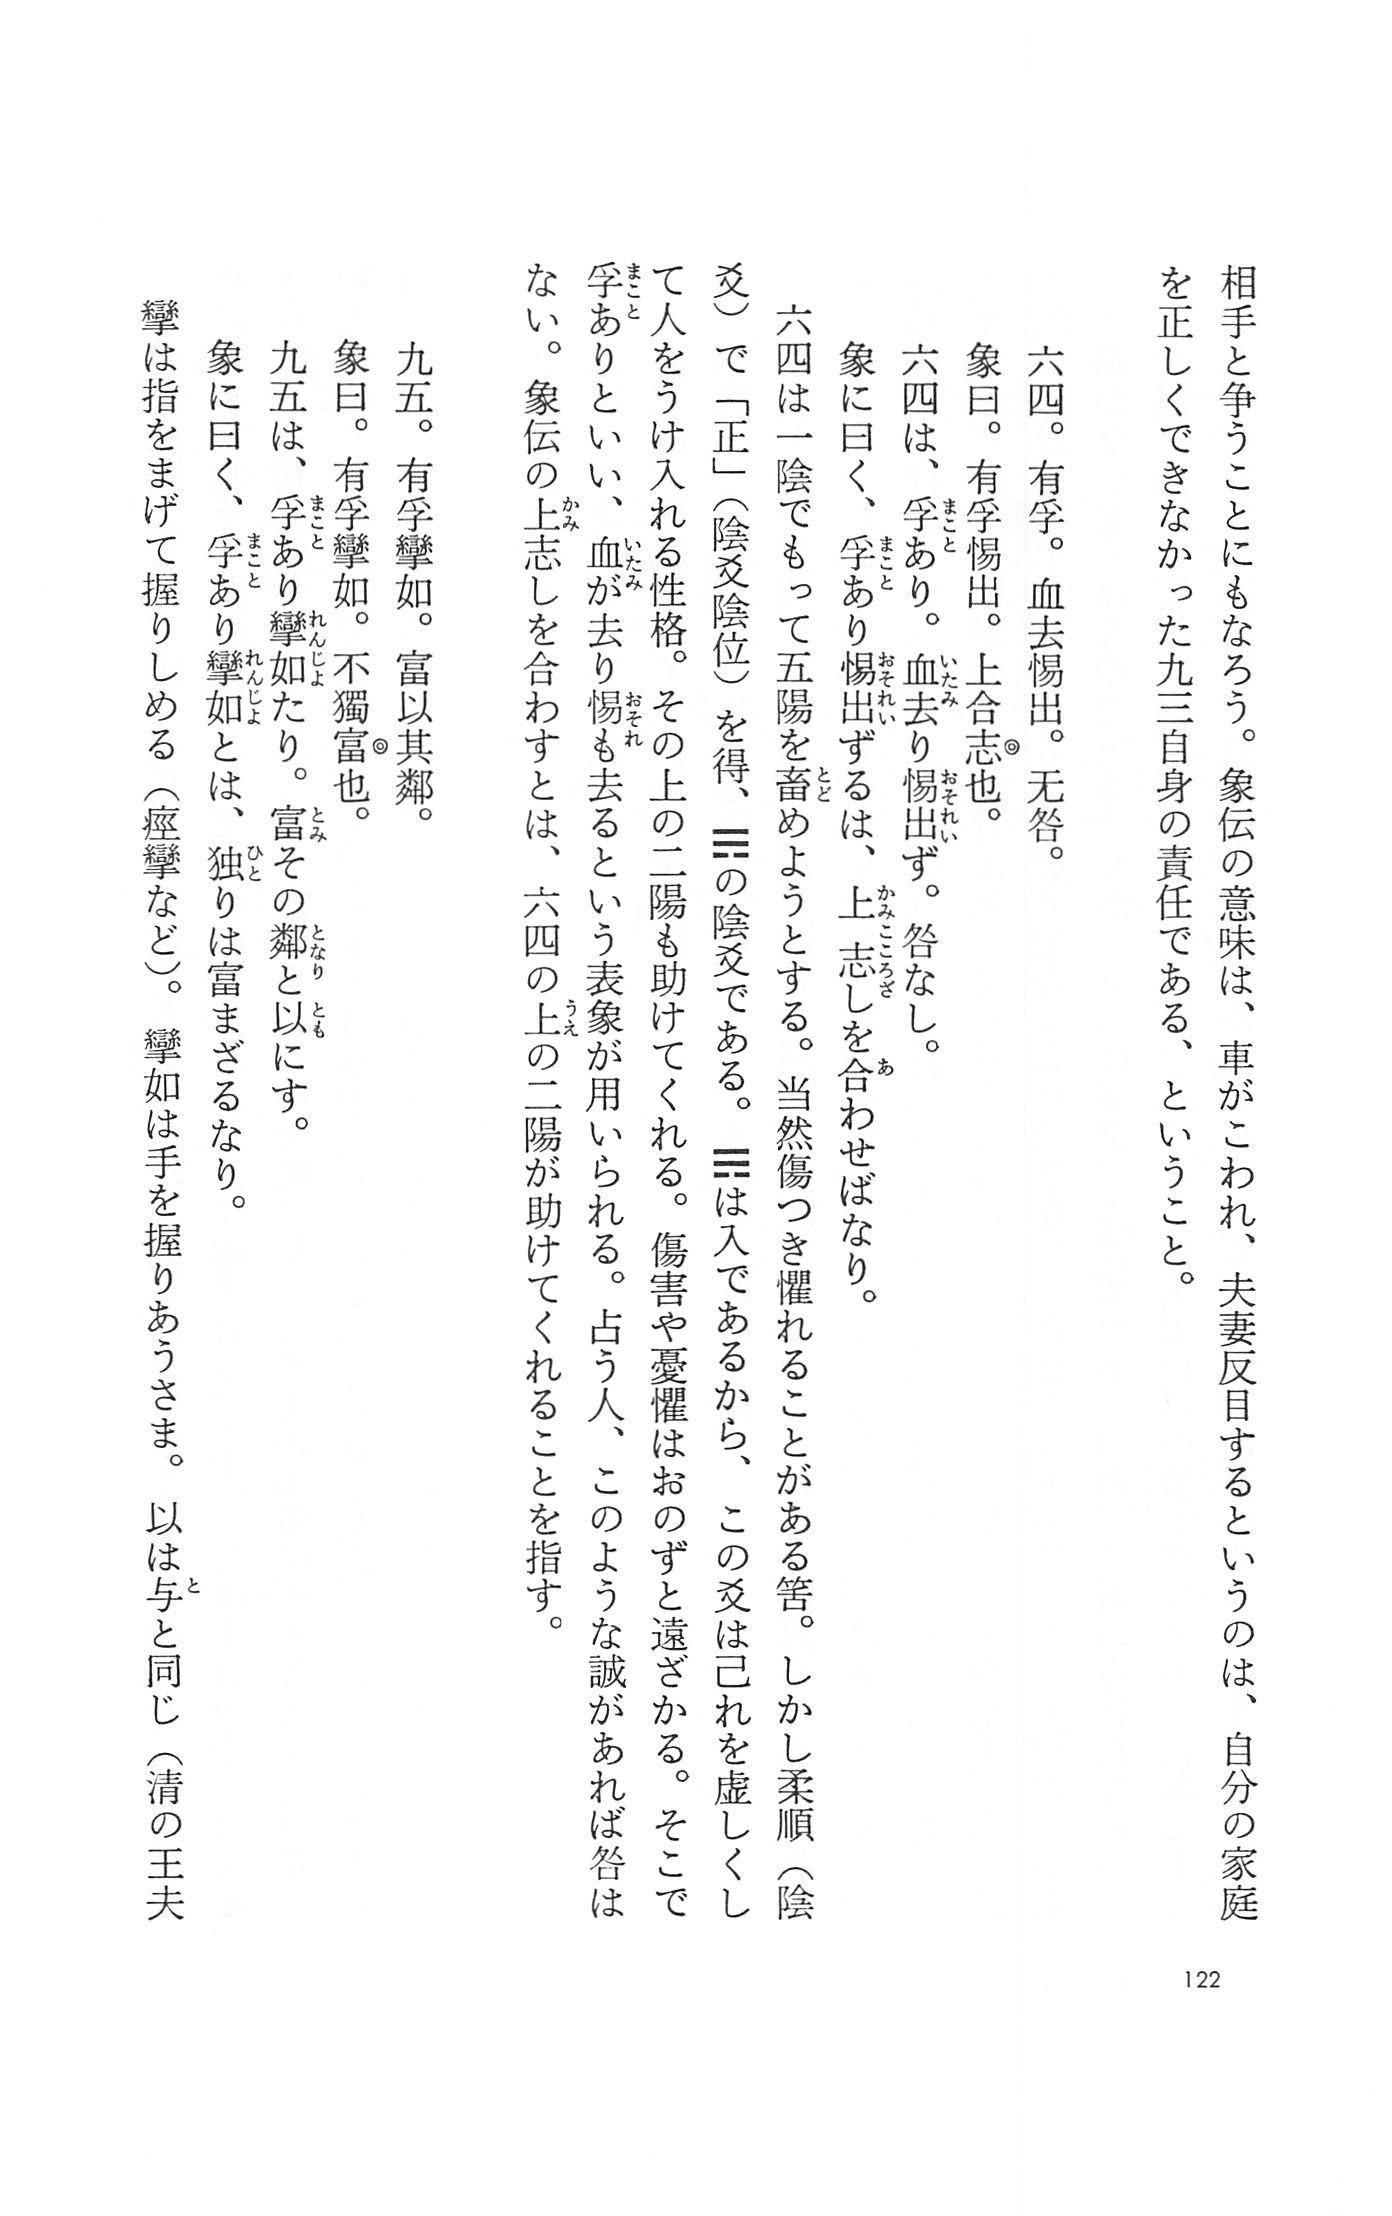 相手と争うことにもなろう。象伝の意味は、車がこわれ、夫妻反目するというのは、自分の家庭
を正しくできなかった九三自身の責任である、ということ。
六四。有孚。血去惕出。无咎。
象曰。有孚惕出。上合志◎也。
六四は、孚あり。血去り惕出ず。咎なし。
象に曰く、孚あり惕出ずるは、上志しを合わせばなり。
六四は一陰でもって五陽を畜めようとする。当然傷つき懼れることがある筈。しかし柔順（陰
爻）で「正」（陰爻陰位）を得、☴の陰爻である。☴は入であるから、この爻は己れを虚しくし
て人をうけ入れる性格。その上の二陽も助けてくれる。傷害や憂懼はおのずと遠ざかる。そこで
孚ありといい、血が去り惕も去るという表象が用いられる。占う人、このような誠があれば咎は
ない。象伝の上志しを合わすとは、六四の上の二陽が助けてくれることを指す。
九五。有孚攣如。富以其鄰。
象曰。有孚攣如。不獨富◎也。
九五は、孚あり攣如たり。富その鄰と以にす。
象に曰く、孚あり攣如とは、独りは富まざるなり。
攣は指をまげて握りしめる（痙攣など）。攣如は手を握りあうさま。以は与と同じ（清の王夫
122